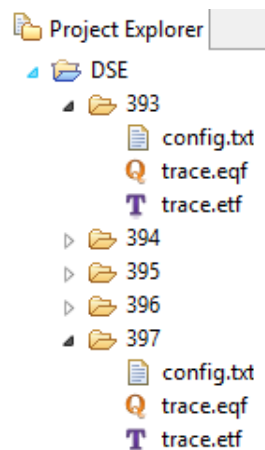 Project Explorer
DSE
393
config.txt
trace.eqf
trace.etf
394
395
396
397
config.txt
trace.eqf
trace.etf